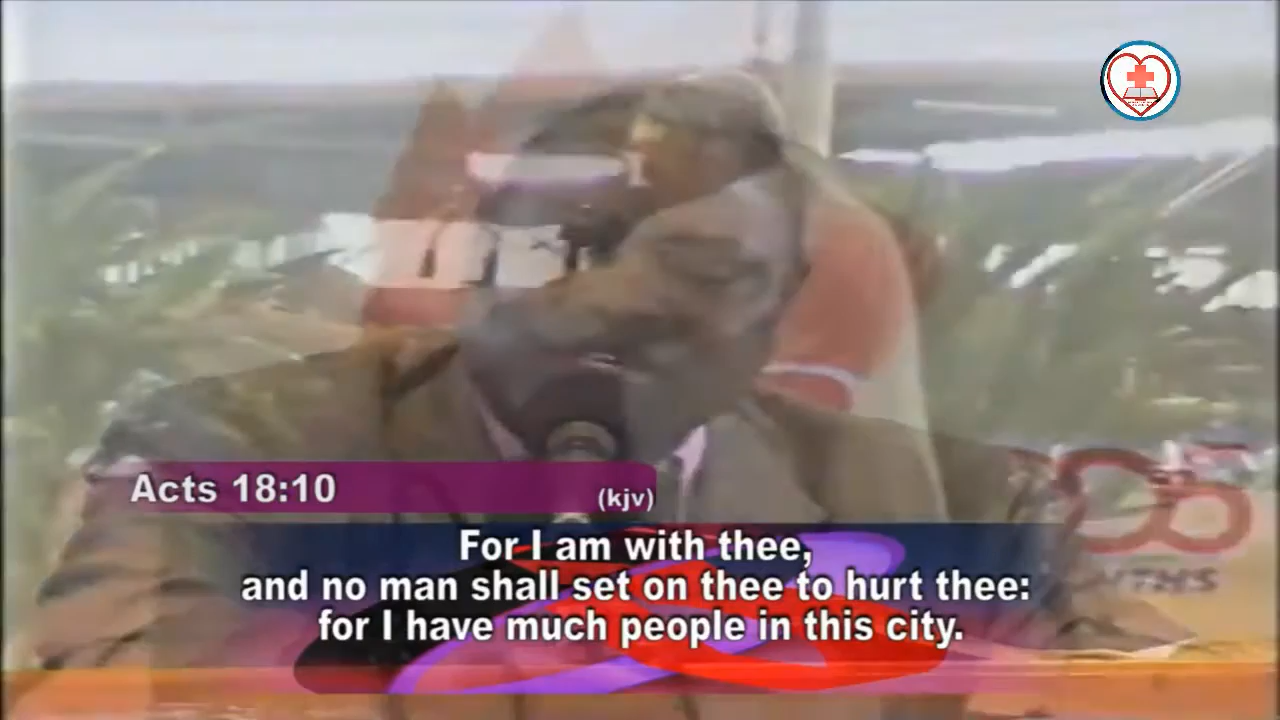 Acts 18:10
(kjv)
For I am with thee,
and no man shall set on thee to hurt thee:
for I have much people in this city.